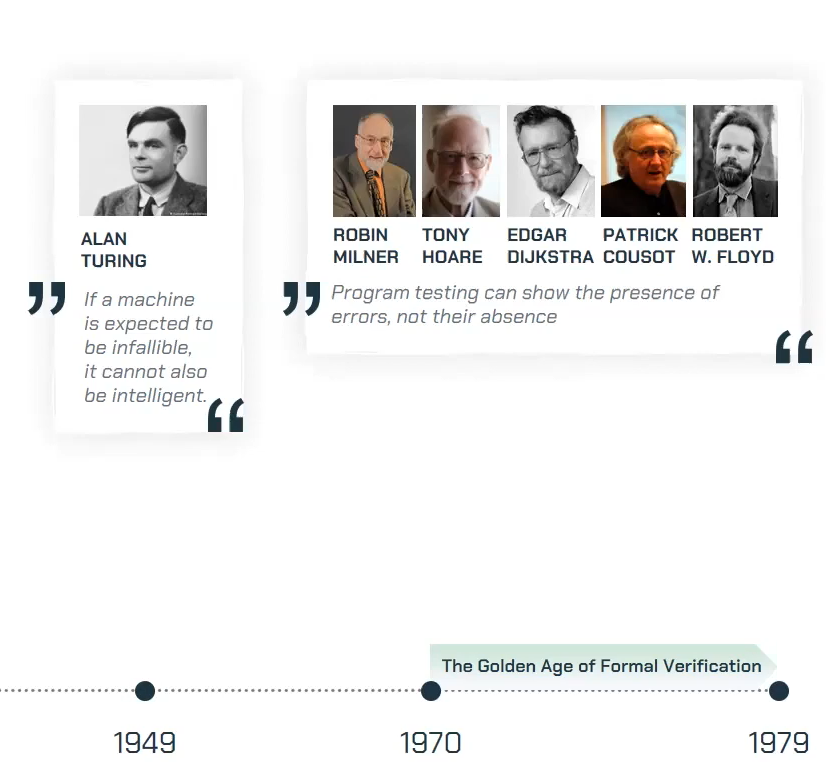 ALAN
TURING
”
If a machine
is expected to
be infallible,
it cannot also
be intelligent.
“
ROBIN
MILNER
TONY
HOARE
EDGAR
DIJKSTRA
PATRICK
COUSOT
ROBERT
W. FLOYD
”
Program testing can show the presence of
errors, not their absence
“
The Golden Age of Formal Verification
1949
1970
1979